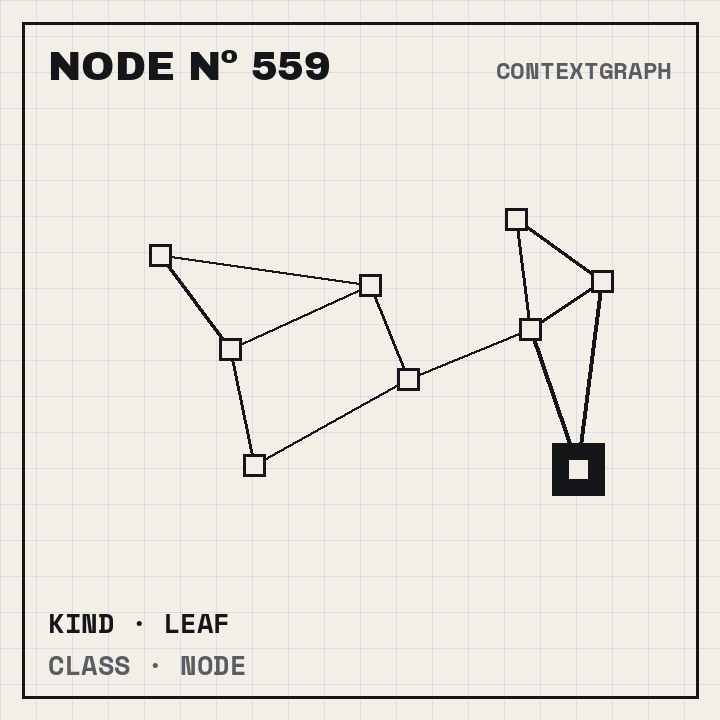 NODE Nº 559
CONTEXTGRAPH
KIND · LEAF
CLASS · NODE